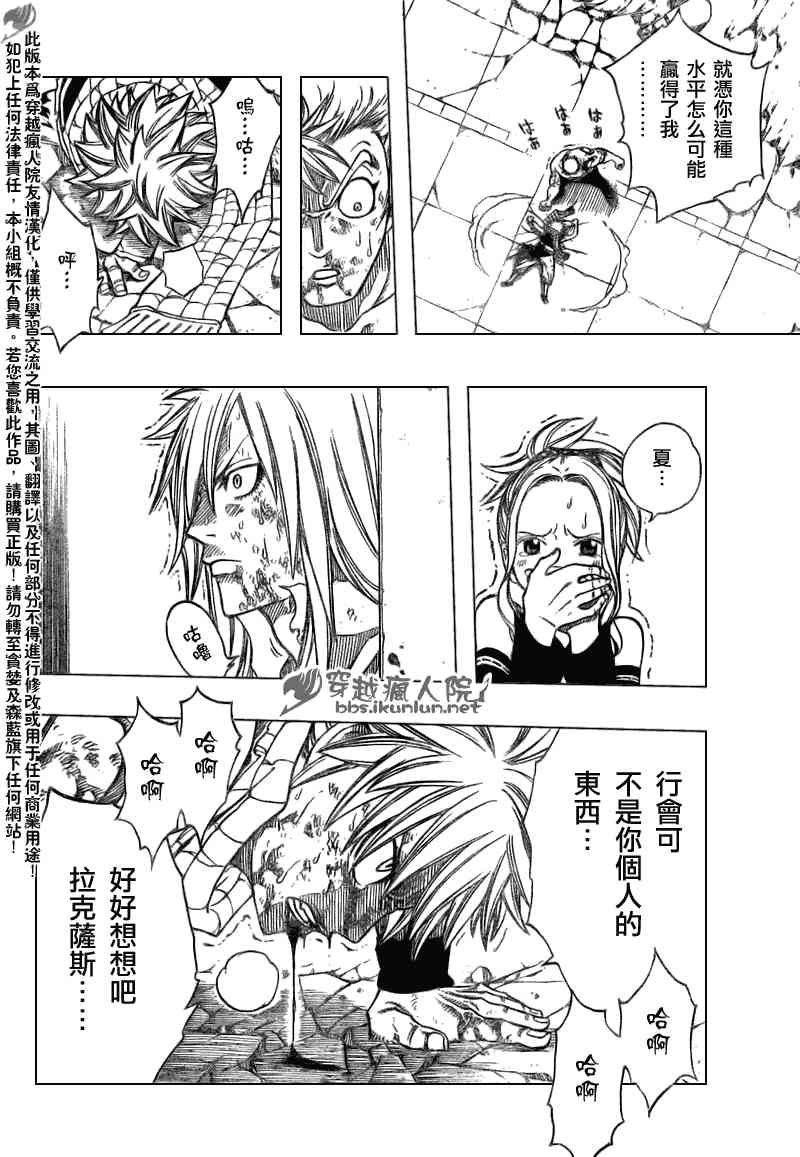 就憑你這種
水平怎么可能
贏得了我
………
はぁ
はぁ
はぁ
嗚…咕…
呼…
夏…
咕嚕
穿越瘋人院
bbs.ikunlun.net
行會可
不是你個人的
東西…
哈啊
哈啊
哈啊
哈啊
好好想想吧
拉克薩斯……
此版本爲穿越瘋人院友情漢化，僅供學習交流之用，其圖、翻譯以及任何部分不得進行修改或用于任何商業用途！
如犯上任何法律責任，本小組概不負責。若您喜歡此作品，請購買正版！請勿轉至貪婪及森藍旗下任何網站！